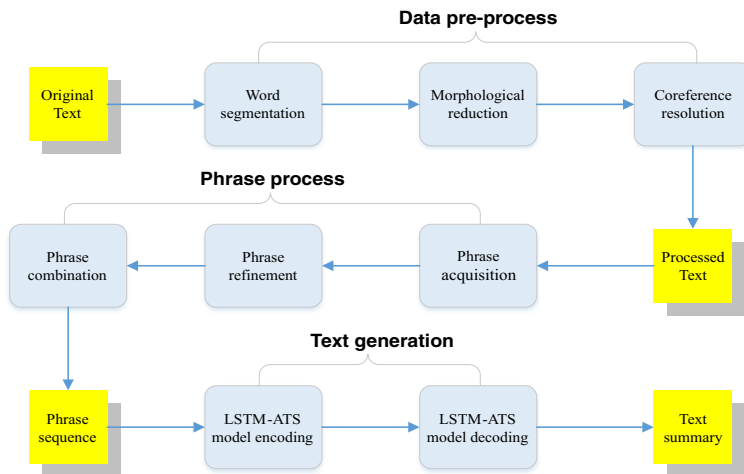 Data pre-process
Original
Text
Word
segmentation
Morphological
reduction
Coreference
resolution
Phrase process
Phrase
combination
Phrase
refinement
Phrase
acquisition
Processed
Text
Text generation
Phrase
sequence
LSTM-ATS
model encoding
LSTM-ATS
model decoding
Text
summary